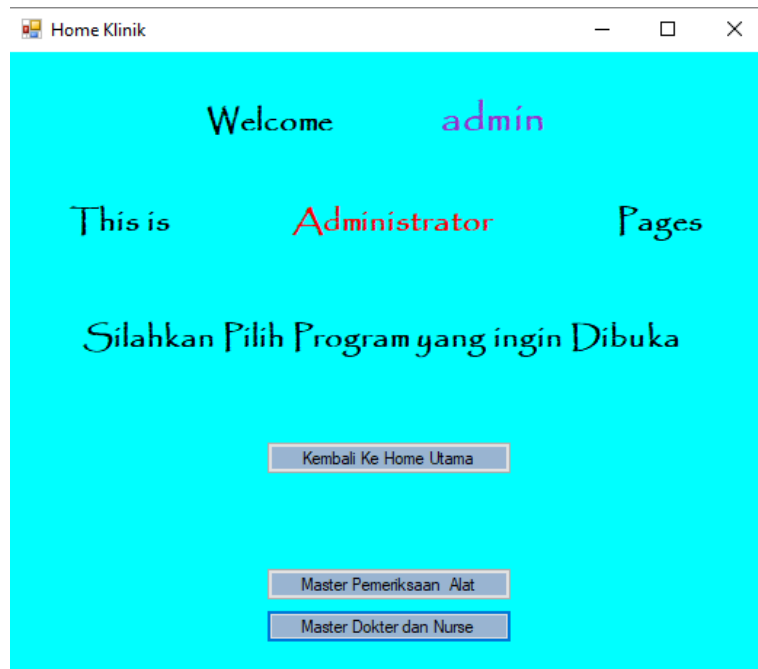 Home Klinik
Welcome admin
This is Administrator Pages
Silahkan Pilih Program yang ingin Dibuka
Kembali Ke Home Utama
Master Pemeriksaan  Alat
Master Dokter dan Nurse